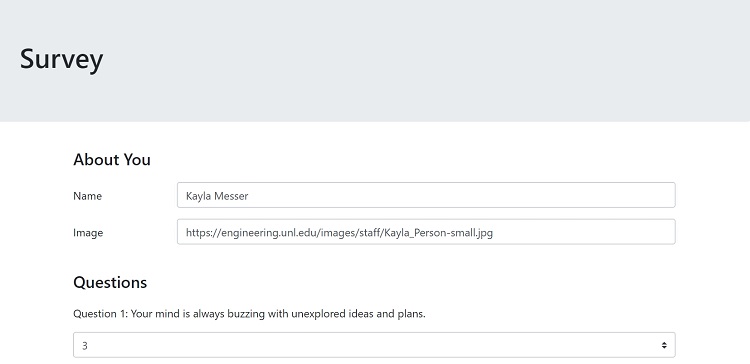 Survey
About You
Name
Kayla Messer
Image
https://engineering.unl.edu/images/staff/Kayla_Person-small.jpg
Questions
Question 1: Your mind is always buzzing with unexplored ideas and plans.
3